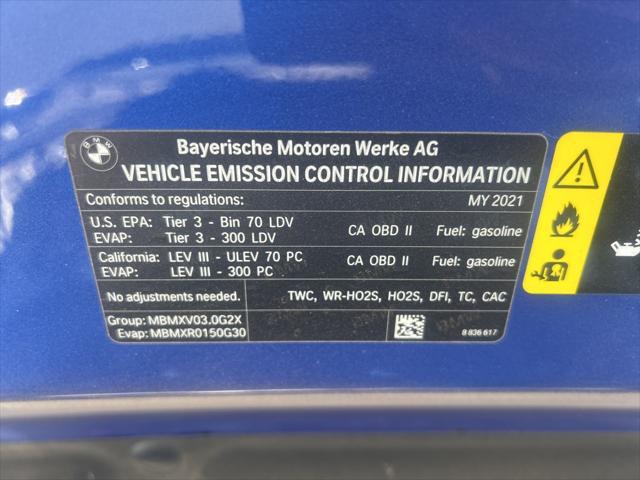 BMW
Bayerische Motoren Werke AG
VEHICLE EMISSION CONTROL INFORMATION
Conforms to regulations: MY 2021
U.S. EPA: Tier 3 - Bin 70 LDV CA OBD II Fuel: gasoline
EVAP: Tier 3 - 300 LDV
California: LEV III - ULEV 70 PC CA OBD II Fuel: gasoline
EVAP: LEV III - 300 PC
No adjustments needed. TWC, WR-HO2S, HO2S, DFI, TC, CAC
Group: MBMXV03.0G2X
Evap: MBMXR0150G30
8 836 617